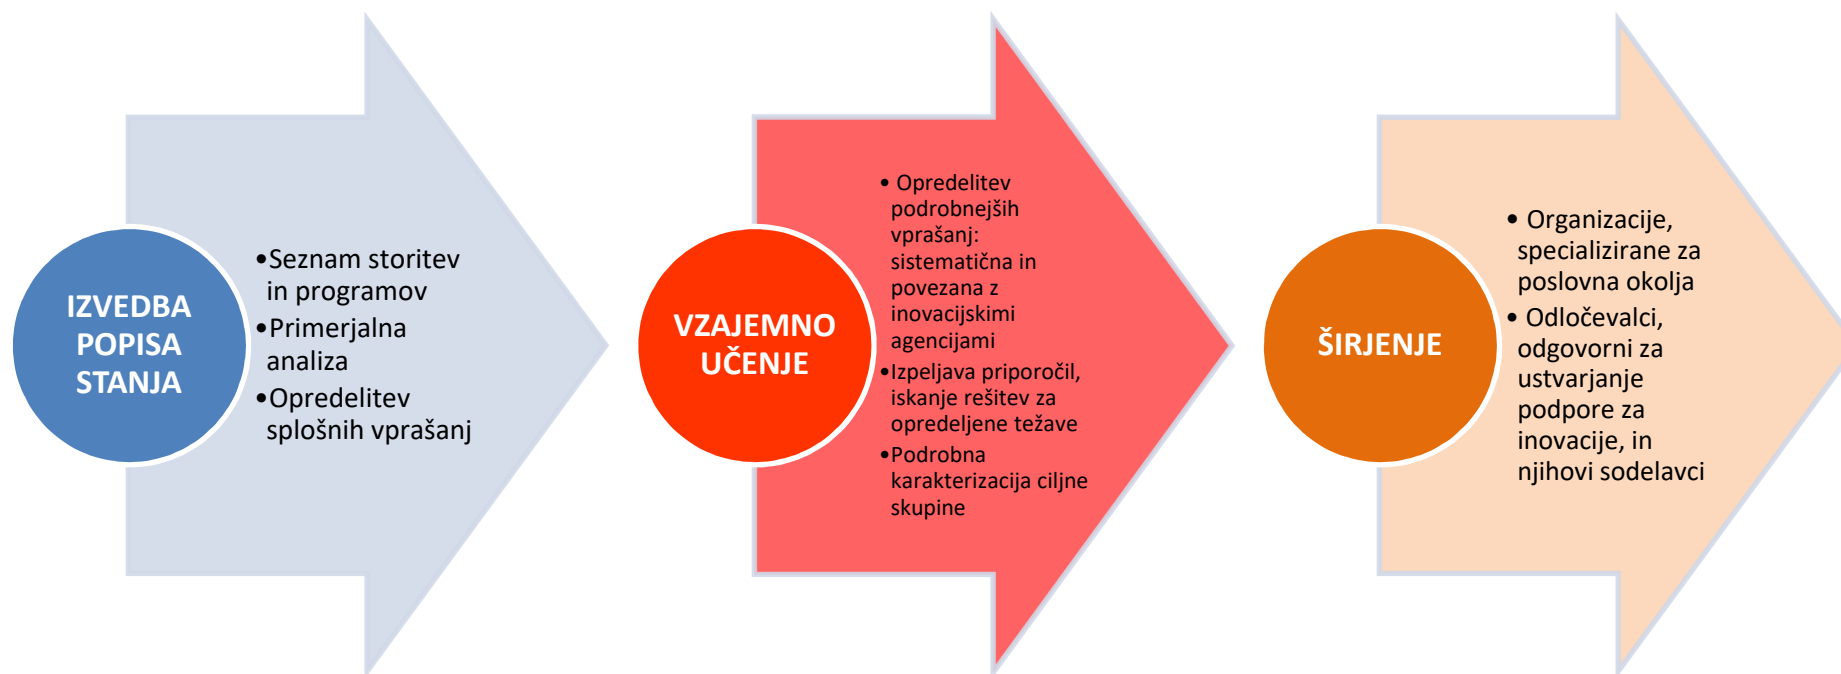 IZVEDBA
POPISA
STANJA
•Seznam storitev
in programov
•Primerjalna
analiza
•Opredelitev
splošnih vprašanj
VZAJEMNO
UČENJE
• Opredelitev
podrobnejših
vprašanj:
sistematična in
povezana z
inovacijskimi
agencijami
•Izpeljava priporočil,
iskanje rešitev za
opredeljene težave
•Podrobna
karakterizacija ciljne
skupine
ŠIRJENJE
• Organizacije,
specializirane za
poslovna okolja
• Odločevalci,
odgovorni za
ustvarjanje
podpore za
inovacije, in
njihovi sodelavci